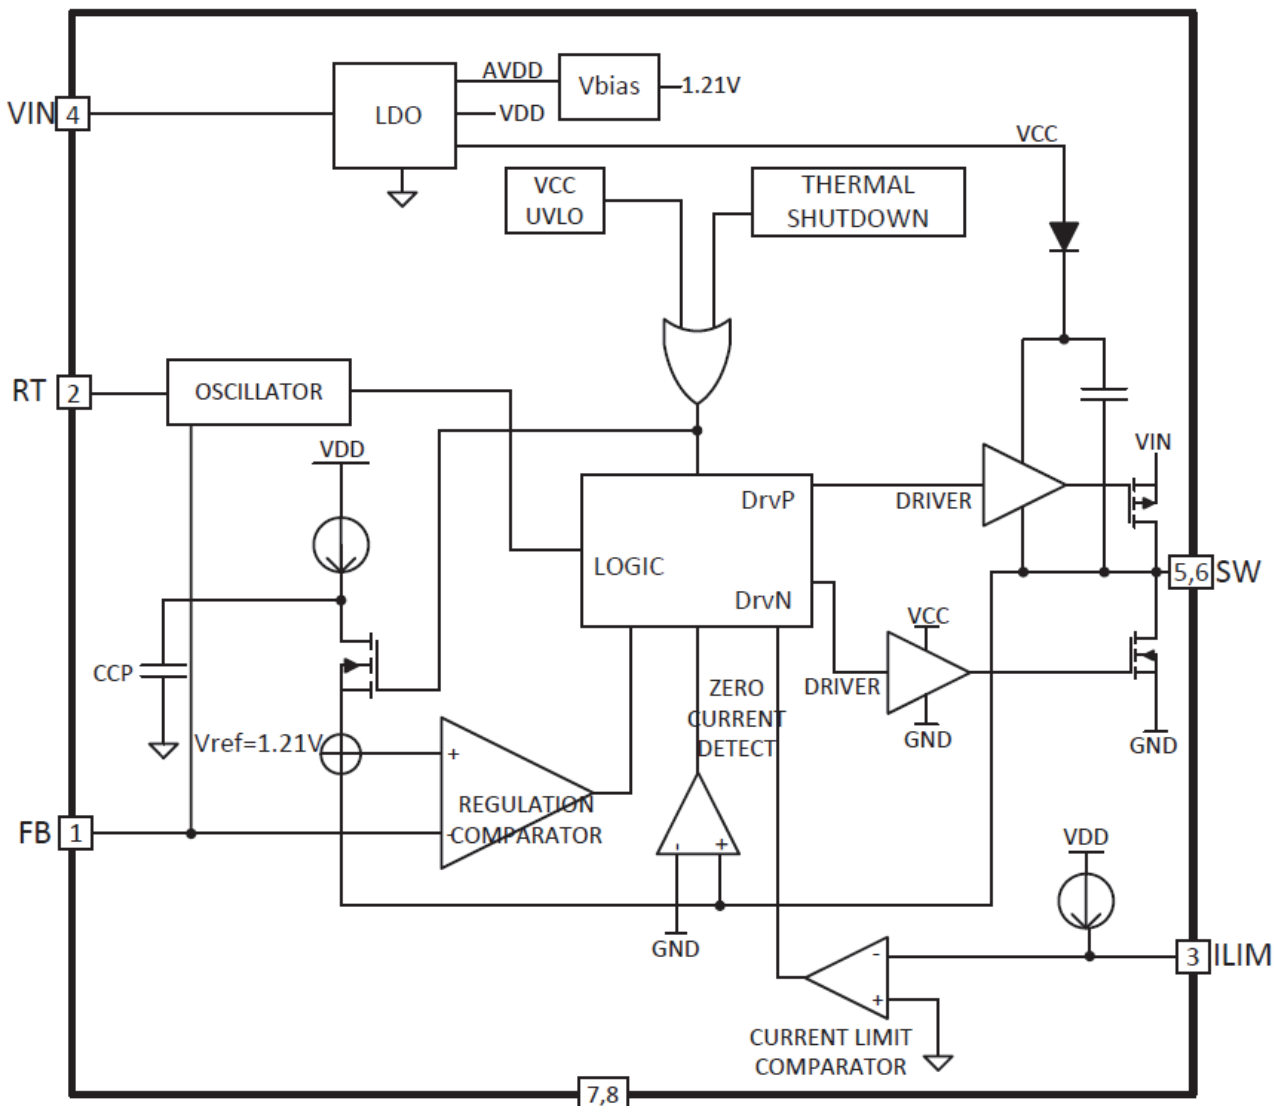 AVDD
Vbias
1.21V
VIN
4
LDO
VDD
VCC
VCC
UVLO
THERMAL
SHUTDOWN
RT
2
OSCILLATOR
VDD
VIN
DrvP
DRIVER
LOGIC
5,6
SW
DrvN
VCC
CCP
ZERO
CURRENT
DETECT
DRIVER
GND
GND
Vref=1.21V
+
REGULATION
COMPARATOR
-
FB
1
VDD
-
+
GND
-
3
ILIM
+
CURRENT LIMIT
COMPARATOR
7,8